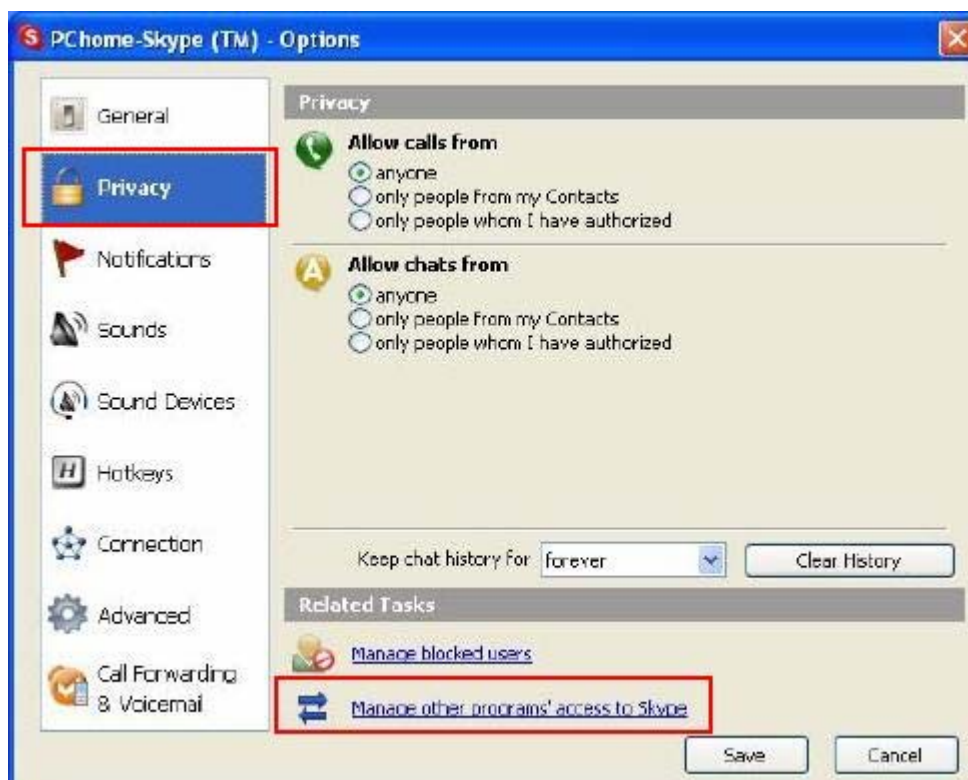 PChome-Skype (TM) - Options
General
Privacy
Notifications
Sounds
Sound Devices
Hotkeys
Connection
Advanced
Call Forwarding
& Voicemail
Privacy
Allow calls from
anyone
only people from my Contacts
only people whom I have authorized
Allow chats from
anyone
only people from my Contacts
only people whom I have authorized
Keep chat history for forever Clear History
Related Tasks
Manage blocked users
Manage other programs' access to Skype
Save Cancel